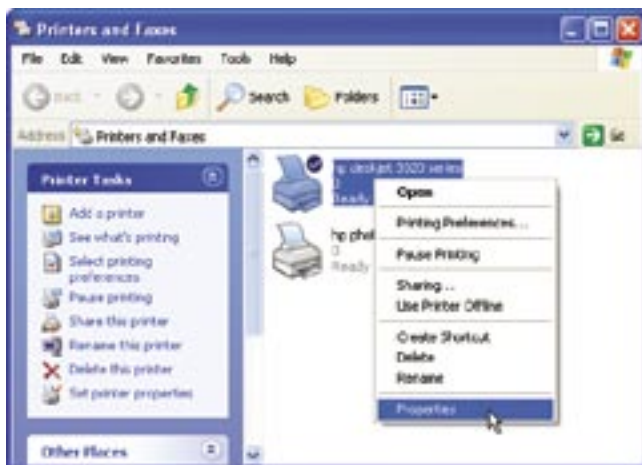 Printers and Faxes
File Edit View Favorites Tools Help
Back Search Folders
Address Printers and Faxes Go
Printer Tasks
Add a printer
See what's printing
Select printing
preferences
Pause printing
Share this printer
Rename this printer
Delete this printer
Set printer properties
Other Places
hp deskjet 3320 series
0
Ready
hp phot
0
Ready
Open
Printing Preferences...
Pause Printing
Sharing...
Use Printer Offline
Create Shortcut
Delete
Rename
Properties